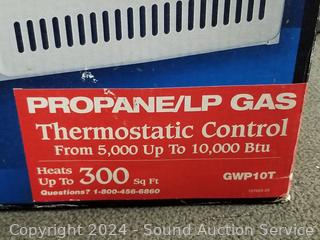 PROPANE/LP GAS
Thermostatic Control
From 5,000 Up To 10,000 Btu
Heats
Up To 300 Sq Ft
GWP10T
Questions? 1-800-456-6860
Copyright 2024 - Sound Auction Service